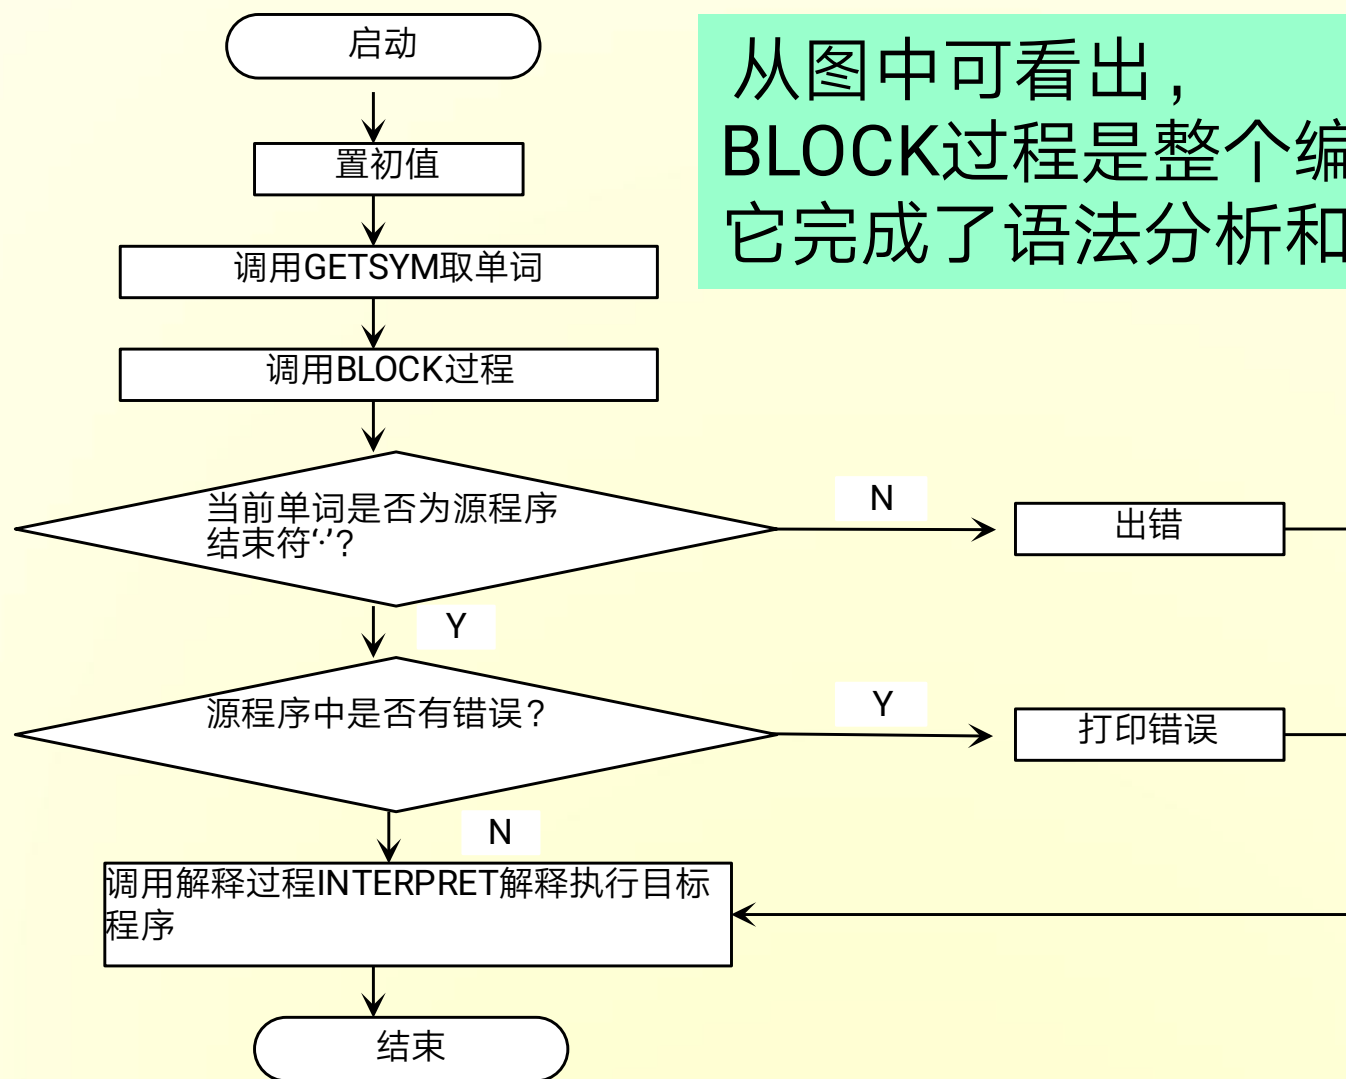 启动
从图中可看出，
BLOCK过程是整个编
它完成了语法分析和
置初值
调用GETSYM取单词
调用BLOCK过程
当前单词是否为源程序
结束符‘.’?
N
出错
Y
源程序中是否有错误？
Y
打印错误
N
调用解释过程INTERPRET解释执行目标
程序
结束